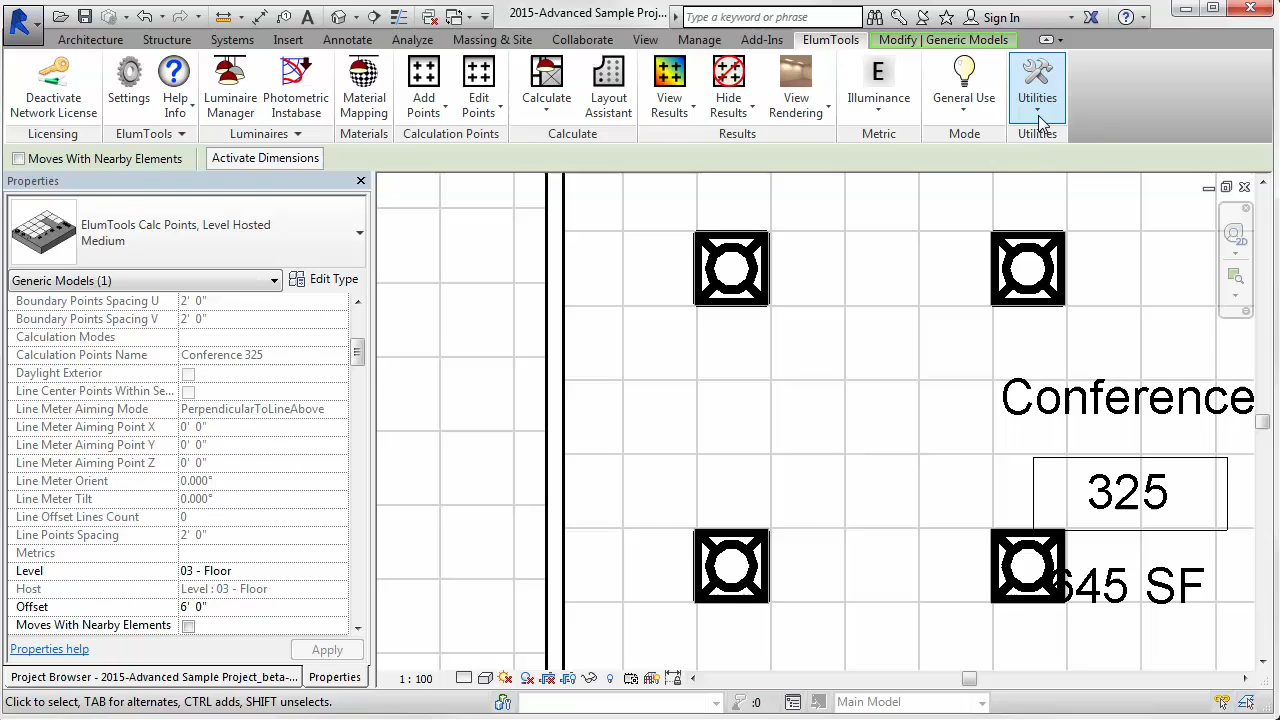 2015-Advanced Sample Proj...
Type a keyword or phrase
Sign In
Architecture Structure Systems Insert Annotate Analyze Massing & Site Collaborate View Manage Add-Ins ElumTools Modify | Generic Models
Deactivate Network License
Settings
Help Info
Luminaire Manager
Photometric Instabase
Material Mapping
Add Points
Edit Points
Calculate
Layout Assistant
View Results
Hide Results
View Rendering
E
Illuminance
General Use
Utilities
Licensing ElumTools Luminaires Materials Calculation Points Calculate Results Metric Mode Utilities
Moves With Nearby Elements Activate Dimensions
Properties
ElumTools Calc Points, Level Hosted
Medium
Generic Models (1) Edit Type
Boundary Points Spacing U 2' 0"
Boundary Points Spacing V 2' 0"
Calculation Modes
Calculation Points Name Conference 325
Daylight Exterior
Line Center Points Within Se...
Line Meter Aiming Mode PerpendicularToLineAbove
Line Meter Aiming Point X 0' 0"
Line Meter Aiming Point Y 0' 0"
Line Meter Aiming Point Z 0' 0"
Line Meter Orient 0.000°
Line Meter Tilt 0.000°
Line Offset Lines Count 0
Line Points Spacing 2' 0"
Metrics
Level 03 - Floor
Host Level : 03 - Floor
Offset 6' 0"
Moves With Nearby Elements
Properties help Apply
Project Browser - 2015-Advanced Sample Project_beta-... Properties
Conference
325
645 SF
2D
1 : 100
Click to select, TAB for alternates, CTRL adds, SHIFT unselects.
:0
Main Model